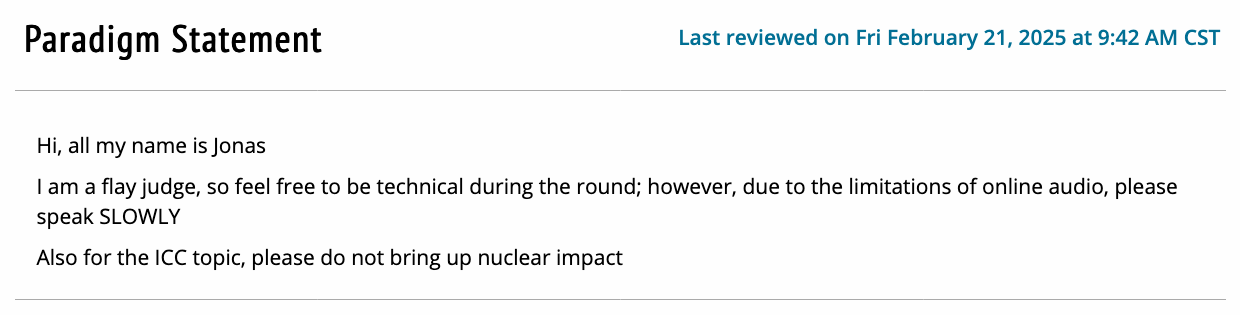 Paradigm Statement
Last reviewed on Fri February 21, 2025 at 9:42 AM CST
Hi, all my name is Jonas
I am a flay judge, so feel free to be technical during the round; however, due to the limitations of online audio, please
speak SLOWLY
Also for the ICC topic, please do not bring up nuclear impact